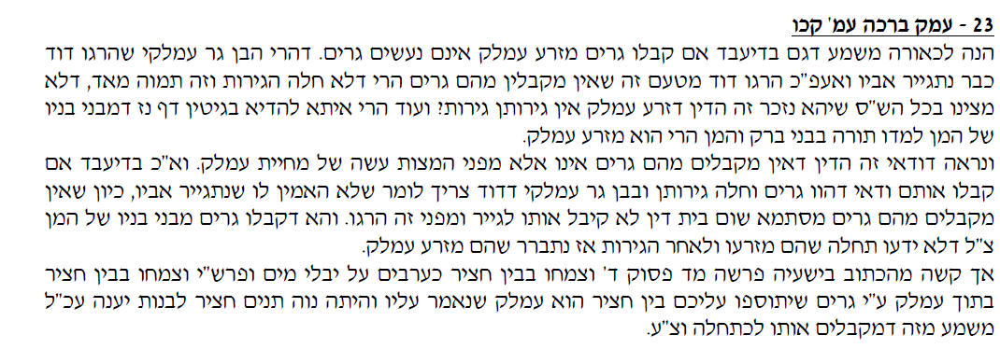 23 - עמק ברכה עמ' קכו
הנה לכאורה משמע דגם בדיעבד אם קבלו גרים מזרע עמלק אינם נעשים גרים. דהרי הבן גר עמלקי שהרגו דוד
כבר נתגייר אביו ואעפ"כ הרגו דוד מטעם זה שאין מקבלין מהם גרים הרי דלא חלה הגירות וזה תמוה מאד, דלא
מצינו בכל הש"ס שיהא נזכר זה הדין דזרע עמלק אין גירותן גירות? ועוד הרי איתא להדיא בגיטין דף נז דמבני בניו
של המן למדו תורה בבני ברק והמן הרי הוא מזרע עמלק.
ונראה דודאי זה הדין דאין מקבלים מהם גרים אינו אלא מפני המצות עשה של מחיית עמלק. וא"כ בדיעבד אם
קבלו אותם ודאי דהוו גרים וחלה גירותן ובבן גר עמלקי דדוד צריך לומר שלא האמין לו שנתגייר אביו, כיון שאין
מקבלים מהם גרים מסתמא שום בית דין לא קיבל אותו לגייר ומפני זה הרגו. והא דקבלו גרים מבני בניו של המן
צ"ל דלא ידעו תחלה שהם מזרעו ולאחר הגירות אז נתברר שהם מזרע עמלק.
אך קשה מהכתוב בישעיה פרשה מד פסוק ד' וצמחו בבין חציר כערבים על יבלי מים ופרש"י וצמחו בבין חציר
בתוך עמלק ע"י גרים שיתוספו עליכם בין חציר הוא עמלק שנאמר עליו והיתה נוה תנים חציר לבנות יענה עכ"ל
משמע מזה דמקבלים אותו לכתחלה וצ"ע.